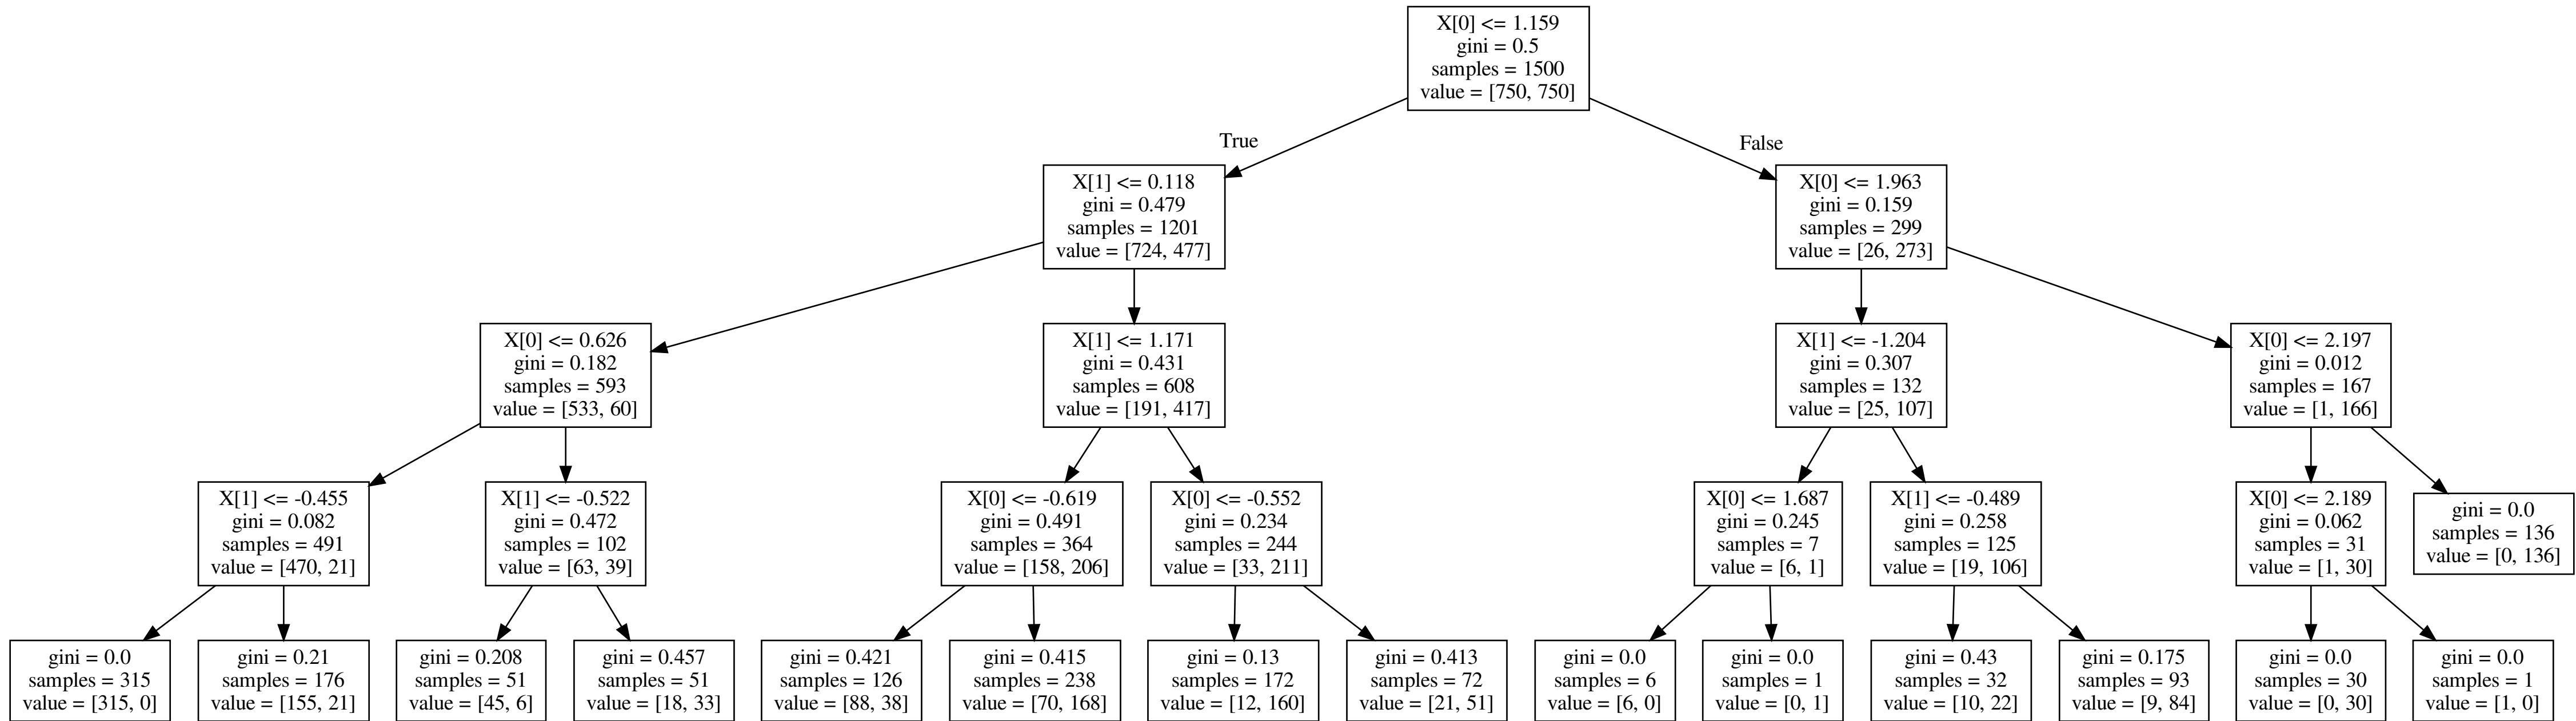 X[0] <= 1.159
gini = 0.5
samples = 1500
value = [750, 750]
True
False
X[1] <= 0.118
gini = 0.479
samples = 1201
value = [724, 477]
X[0] <= 1.963
gini = 0.159
samples = 299
value = [26, 273]
X[0] <= 0.626
gini = 0.182
samples = 593
value = [533, 60]
X[1] <= 1.171
gini = 0.431
samples = 608
value = [191, 417]
X[1] <= -1.204
gini = 0.307
samples = 132
value = [25, 107]
X[0] <= 2.197
gini = 0.012
samples = 167
value = [1, 166]
X[1] <= -0.455
gini = 0.082
samples = 491
value = [470, 21]
X[1] <= -0.522
gini = 0.472
samples = 102
value = [63, 39]
X[0] <= -0.619
gini = 0.491
samples = 364
value = [158, 206]
X[0] <= -0.552
gini = 0.234
samples = 244
value = [33, 211]
X[0] <= 1.687
gini = 0.245
samples = 7
value = [6, 1]
X[1] <= -0.489
gini = 0.258
samples = 125
value = [19, 106]
X[0] <= 2.189
gini = 0.062
samples = 31
value = [1, 30]
gini = 0.0
samples = 136
value = [0, 136]
gini = 0.0
samples = 315
value = [315, 0]
gini = 0.21
samples = 176
value = [155, 21]
gini = 0.208
samples = 51
value = [45, 6]
gini = 0.457
samples = 51
value = [18, 33]
gini = 0.421
samples = 126
value = [88, 38]
gini = 0.415
samples = 238
value = [70, 168]
gini = 0.13
samples = 172
value = [12, 160]
gini = 0.413
samples = 72
value = [21, 51]
gini = 0.0
samples = 6
value = [6, 0]
gini = 0.0
samples = 1
value = [0, 1]
gini = 0.43
samples = 32
value = [10, 22]
gini = 0.175
samples = 93
value = [9, 84]
gini = 0.0
samples = 30
value = [0, 30]
gini = 0.0
samples = 1
value = [1, 0]